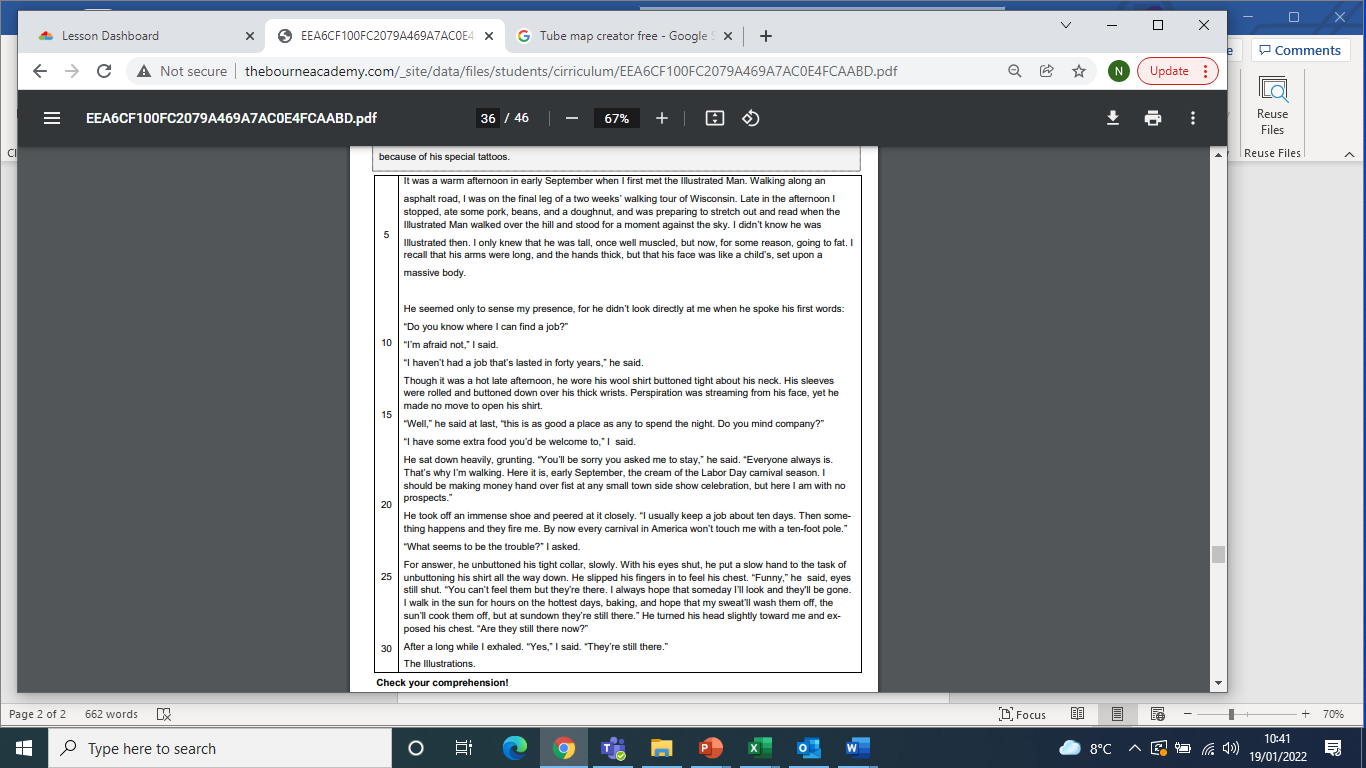 Lesson Dashboard
EEA6CF100FC2079A469A7AC0E4
Tube map creator free - Google S
Not secure
thebourneacademy.com/_site/data/files/students/cirriculum/EEA6CF100FC2079A469A7AC0E4FCAABD.pdf
N
Update
Comments
EEA6CF100FC2079A469A7AC0E4FCAABD.pdf
36 / 46
67%
Reuse
Files
Reuse Files
because of his special tattoos.
It was a warm afternoon in early September when I first met the Illustrated Man. Walking along an
asphalt road, I was on the final leg of a two weeks' walking tour of Wisconsin. Late in the afternoon I
stopped, ate some pork, beans, and a doughnut, and was preparing to stretch out and read when the
Illustrated Man walked over the hill and stood for a moment against the sky. I didn't know he was
5
Illustrated then. I only knew that he was tall, once well muscled, but now, for some reason, going to fat. I
recall that his arms were long, and the hands thick, but that his face was like a child's, set upon a
massive body.
He seemed only to sense my presence, for he didn't look directly at me when he spoke his first words:
"Do you know where I can find a job?"
10
"I'm afraid not," I said.
"I haven't had a job that's lasted in forty years," he said.
Though it was a hot late afternoon, he wore his wool shirt buttoned tight about his neck. His sleeves
were rolled and buttoned down over his thick wrists. Perspiration was streaming from his face, yet he
made no move to open his shirt.
15
"Well," he said at last, "this is as good a place as any to spend the night. Do you mind company?"
"I have some extra food you'd be welcome to," I said.
He sat down heavily, grunting. "You'll be sorry you asked me to stay," he said. "Everyone always is.
That's why I'm walking. Here it is, early September, the cream of the Labor Day carnival season. I
should be making money hand over fist at any small town side show celebration, but here I am with no
prospects."
20
He took off an immense shoe and peered at it closely. "I usually keep a job about ten days. Then some-
thing happens and they fire me. By now every carnival in America won't touch me with a ten-foot pole."
"What seems to be the trouble?" I asked.
For answer, he unbuttoned his tight collar, slowly. With his eyes shut, he put a slow hand to the task of
25
unbuttoning his shirt all the way down. He slipped his fingers in to feel his chest. "Funny," he said, eyes
still shut. "You can't feel them but they're there. I always hope that someday I'll look and they'll be gone.
I walk in the sun for hours on the hottest days, baking, and hope that my sweat'll wash them off, the
sun'll cook them off, but at sundown they're still there." He turned his head slightly toward me and ex-
posed his chest. "Are they still there now?"
30
After a long while I exhaled. "Yes," I said. "They're still there."
The Illustrations.
Check your comprehension!
Page 2 of 2
662 words
Focus
70%
Type here to search
8°C
10:41
19/01/2022